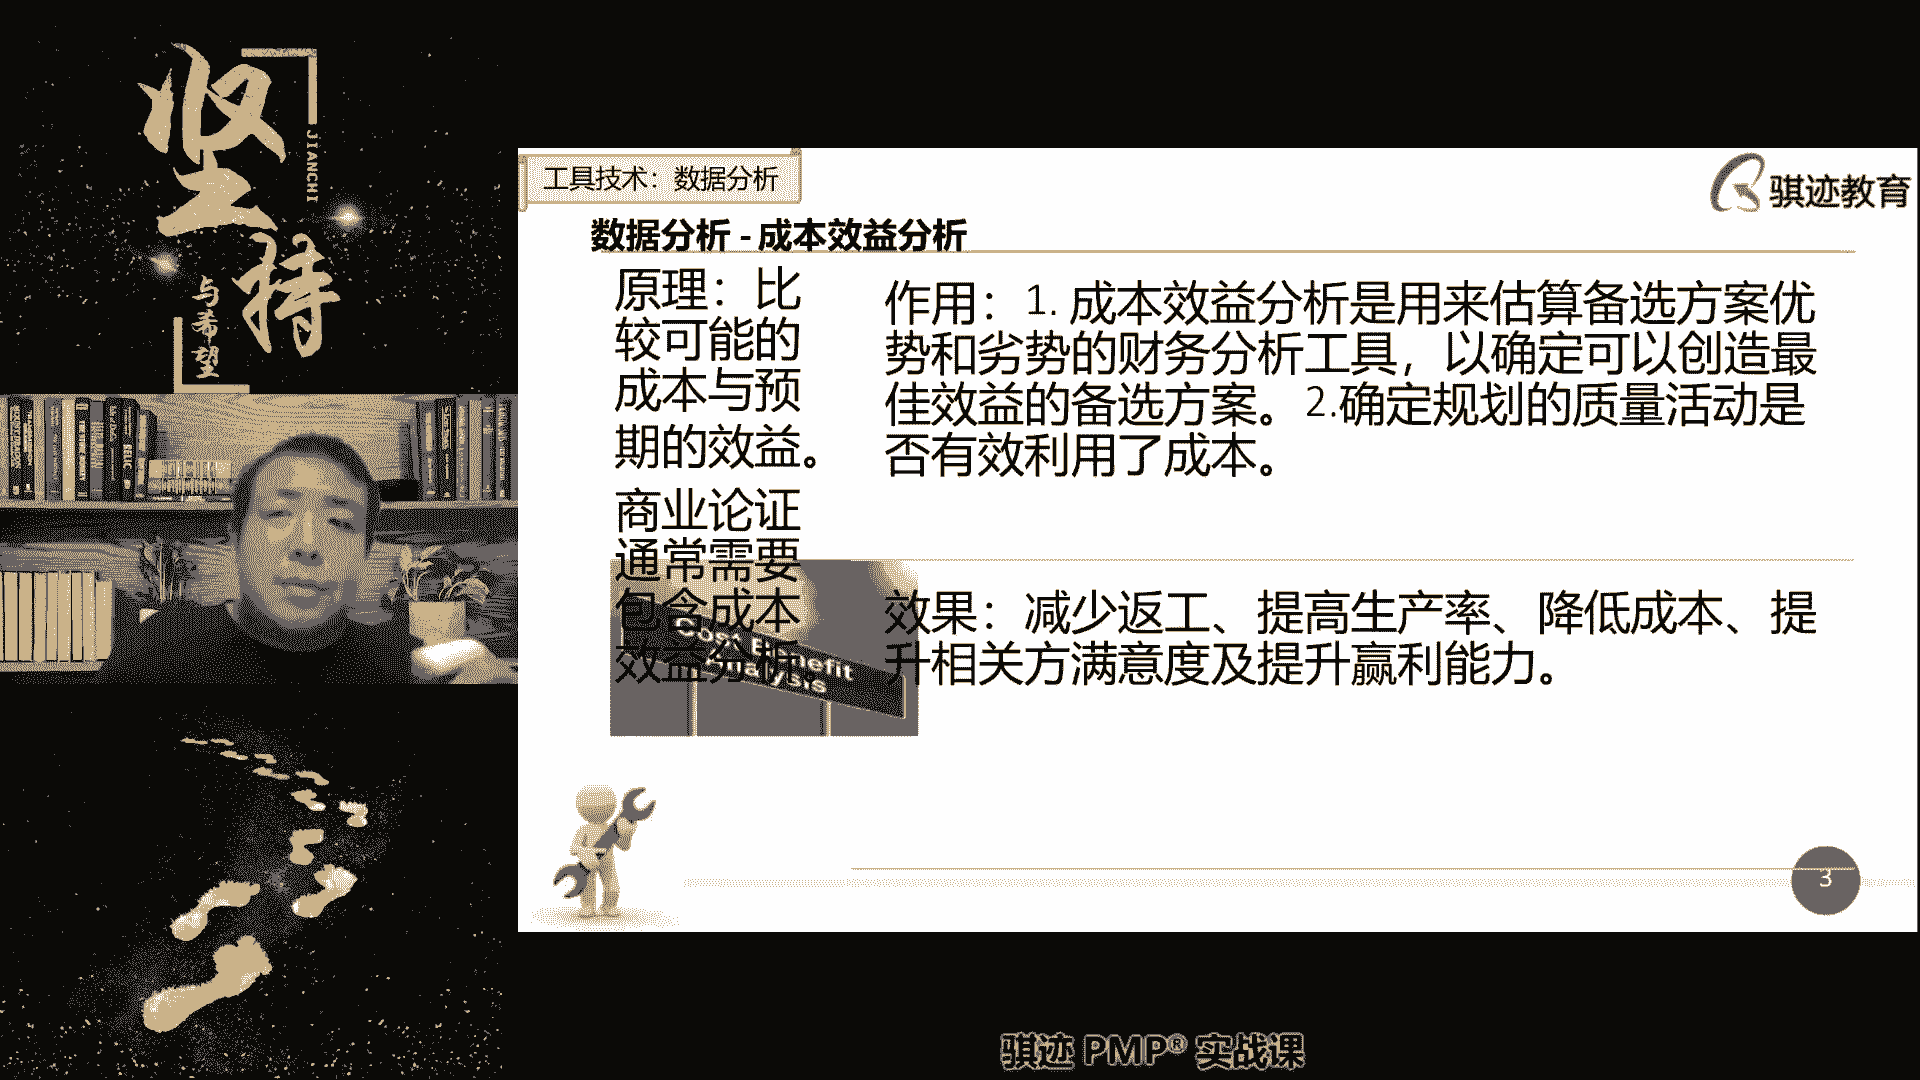 坚持
JIANCHI
与希望
工具技术：数据分析
骐迹教育
数据分析 - 成本效益分析
原理：比
较可能的
成本与预
期的效益。
商业论证
通常需要
包含成本
效益分析。
作用：1. 成本效益分析是用来估算备选方案优
势和劣势的财务分析工具，以确定可以创造最
佳效益的备选方案。2.确定规划的质量活动是
否有效利用了成本。
Cost Benefit
Analysis
效果：减少返工、提高生产率、降低成本、提
升相关方满意度及提升赢利能力。
3
骐迹 PMP® 实战课